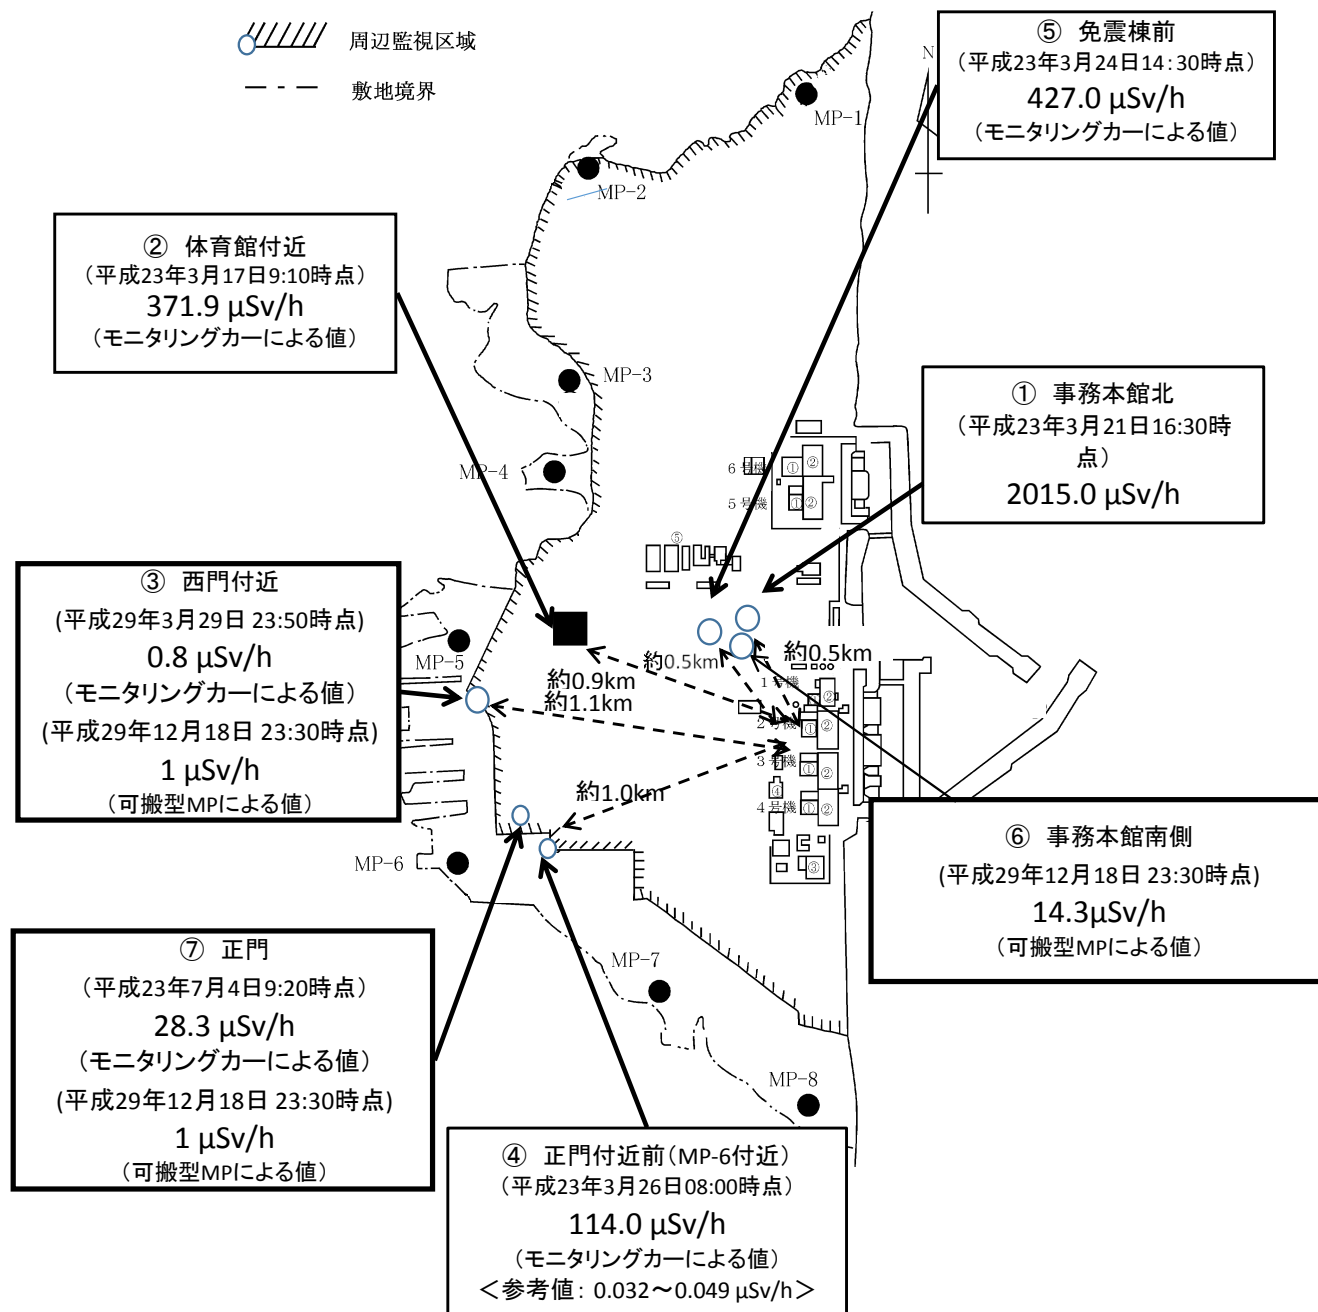 周辺監視区域
敷地境界
⑤ 免震棟前
（平成23年3月24日14：30時点）
427.0 μSv/h
（モニタリングカーによる値）
N
MP-1
MP-2
② 体育館付近
（平成23年3月17日9:10時点）
371.9 μSv/h
（モニタリングカーによる値）
MP-3
① 事務本館北
（平成23年3月21日16:30時
点）
2015.0 μSv/h
MP-4
6号機
① ②
5号機
① ②
⑤
③ 西門付近
(平成29年3月29日 23:50時点)
0.8 μSv/h
（モニタリングカーによる値）
(平成29年12月18日 23:30時点)
1 μSv/h
（可搬型MPによる値）
MP-5
約0.5km
約0.5km
約0.9km
約1.1km
1号機
②
2号機
① ②
3号機
① ②
約1.0km
④
4号機
① ②
③
MP-6
⑥ 事務本館南側
(平成29年12月18日 23:30時点)
14.3μSv/h
（可搬型MPによる値）
⑦ 正門
（平成23年7月4日9:20時点）
28.3 μSv/h
（モニタリングカーによる値）
(平成29年12月18日 23:30時点)
1 μSv/h
（可搬型MPによる値）
MP-7
MP-8
④ 正門付近前（MP-6付近）
（平成23年3月26日08:00時点）
114.0 μSv/h
（モニタリングカーによる値）
＜参考値： 0.032～0.049 μSv/h＞